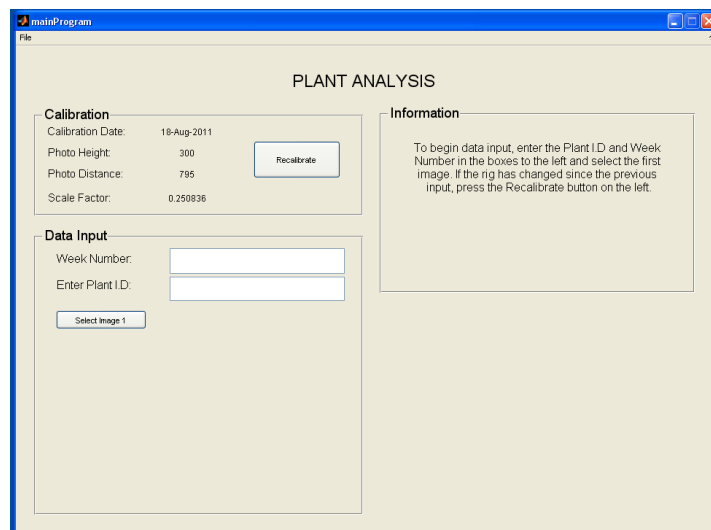 mainProgram
File
PLANT ANALYSIS
Calibration
Calibration Date: 18-Aug-2011
Photo Height: 300
Photo Distance: 795
Scale Factor: 0.250836
Recalibrate
Information
To begin data input, enter the Plant I.D and Week
Number in the boxes to the left and select the first
image. If the rig has changed since the previous
input, press the Recalibrate button on the left.
Data Input
Week Number:
Enter Plant I.D:
Select Image 1